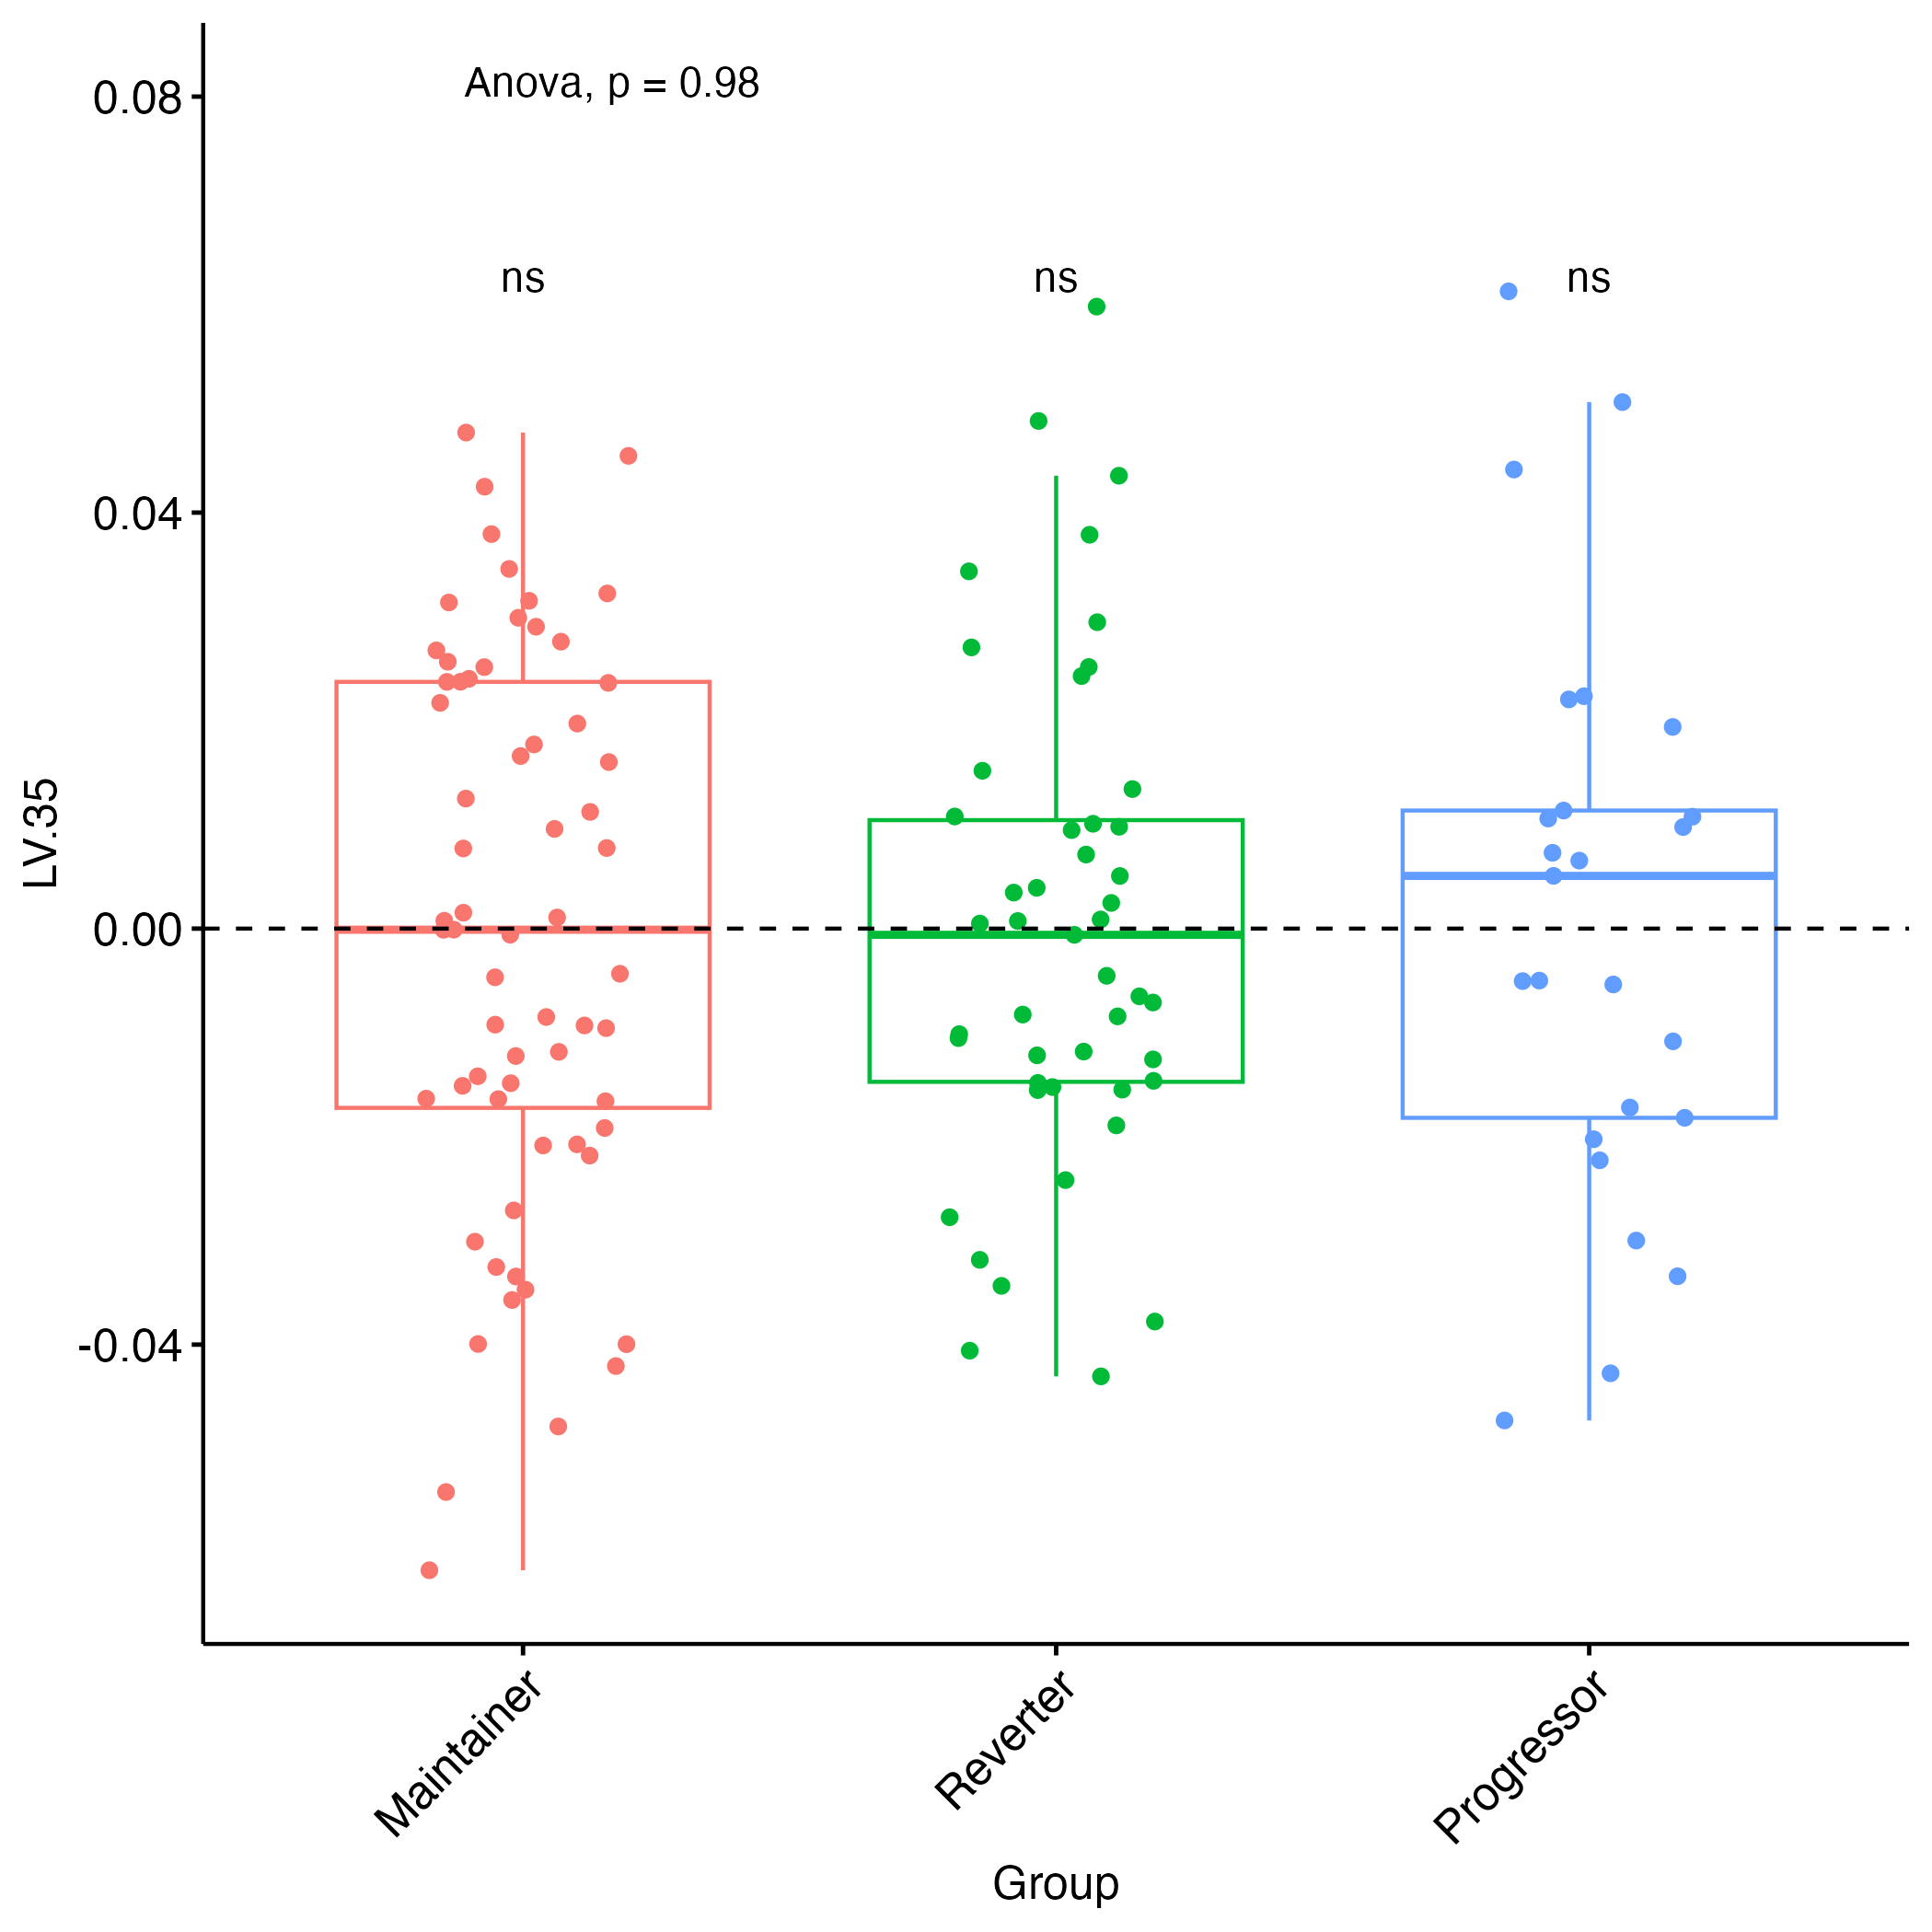 Anova, p = 0.98
ns ns ns
0.08
0.04
0.00
-0.04
LV.35
Maintainer Reverter Progressor
Group